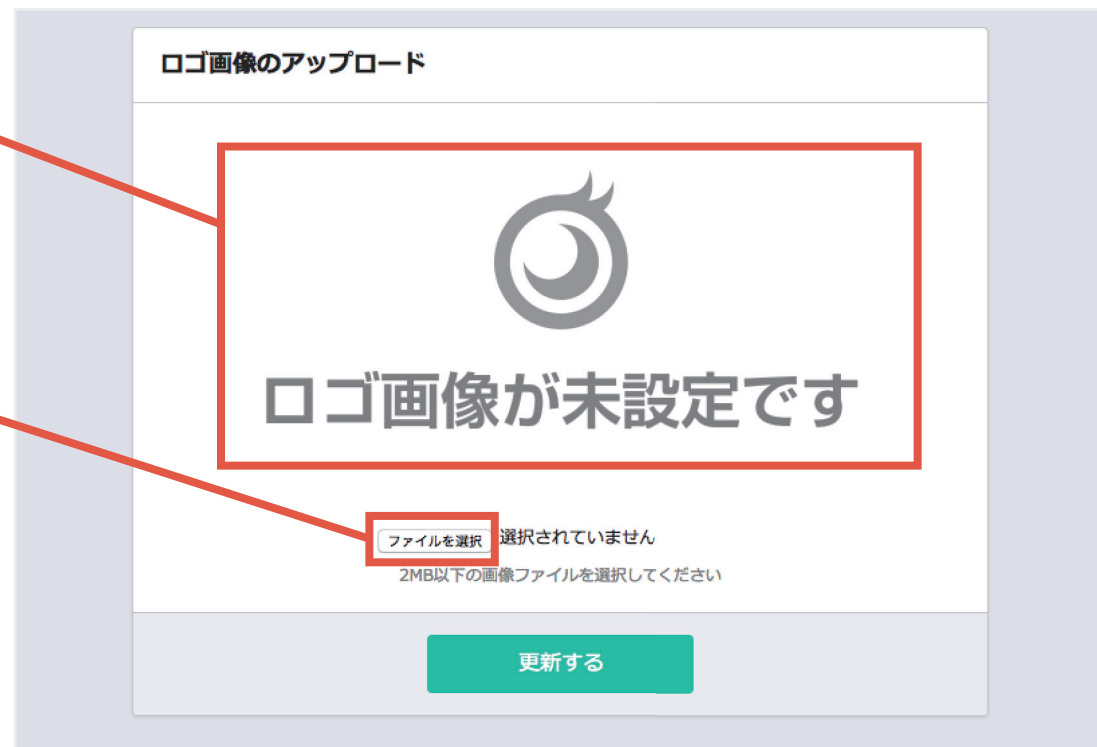 ロゴ画像のアップロード
ロゴ画像が未設定です
ファイルを選択 選択されていません
2MB以下の画像ファイルを選択してください
更新する